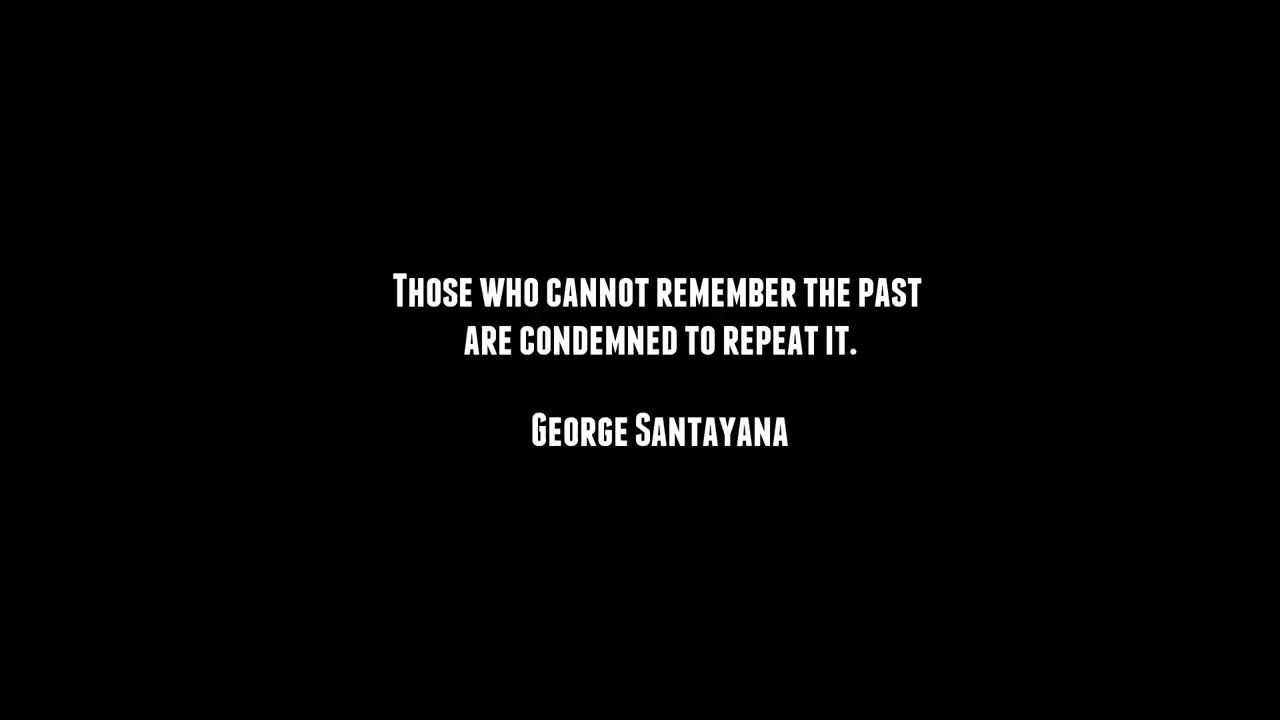 Those who cannot remember the past
are condemned to repeat it.
George Santayana